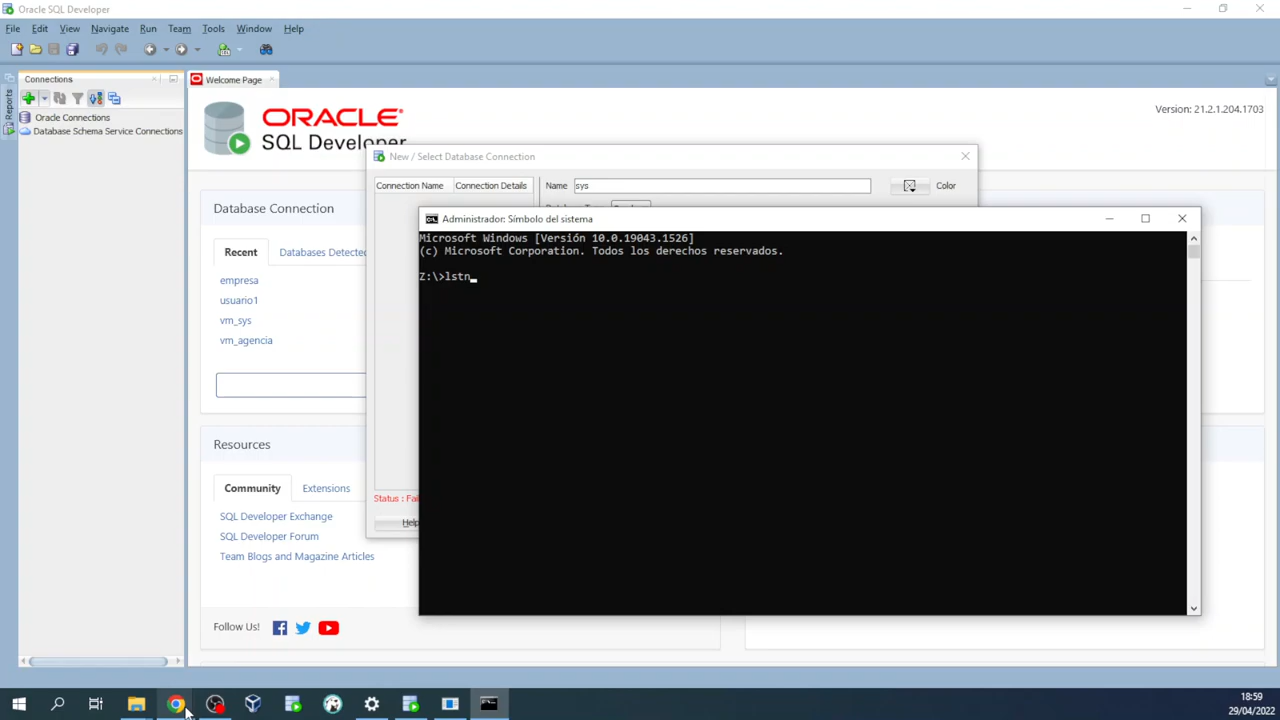 Oracle SQL Developer
File Edit View Navigate Run Team Tools Window Help
Connections
Welcome Page
Reports
Oracle Connections
Database Schema Service Connections
ORACLE
SQL Developer
Version: 21.2.1.204.1703
New / Select Database Connection
Connection Name Connection Details Name sys Color
Administrador: Símbolo del sistema
Microsoft Windows [Versión 10.0.19043.1526]
(c) Microsoft Corporation. Todos los derechos reservados.
Z:\>lstn
Database Connection
Recent Databases Detected
empresa
usuario1
vm_sys
vm_agencia
Resources
Community Extensions
SQL Developer Exchange
SQL Developer Forum
Team Blogs and Magazine Articles
Status : Fai
Help
Follow Us!
18:59
29/04/2022